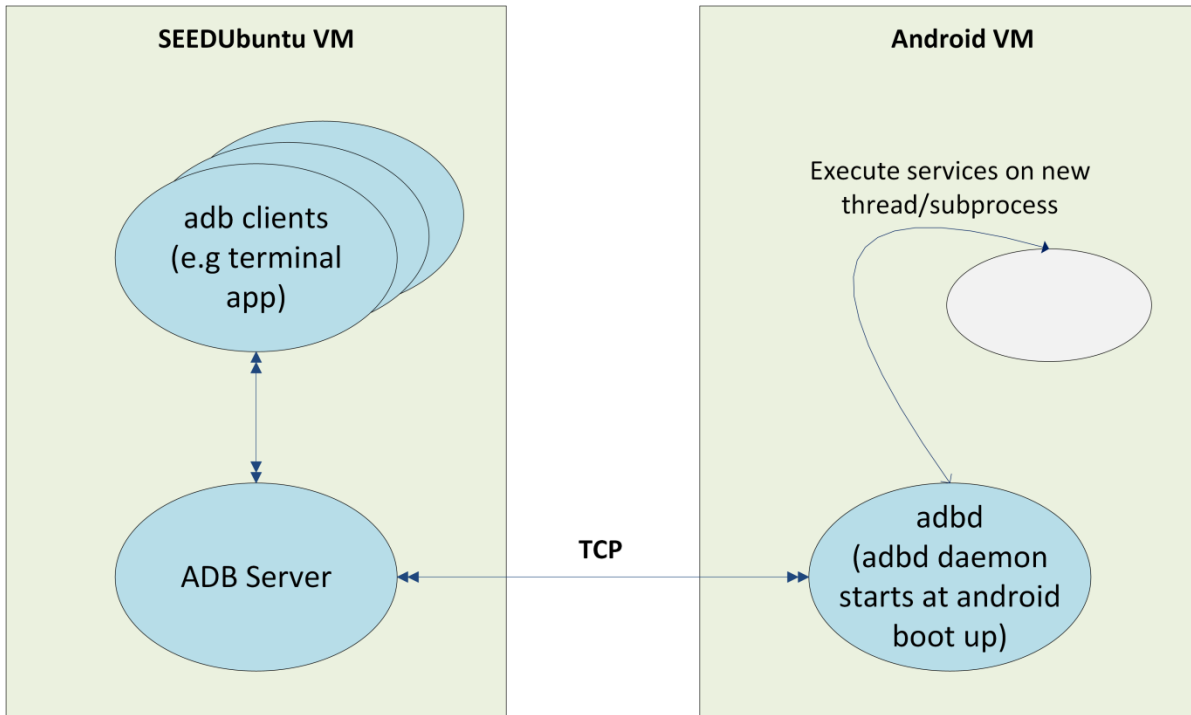 SEEDUbuntu VM
adb clients
(e.g terminal
app)
ADB Server
TCP
Android VM
Execute services on new
thread/subprocess
adbd
(adbd daemon
starts at android
boot up)